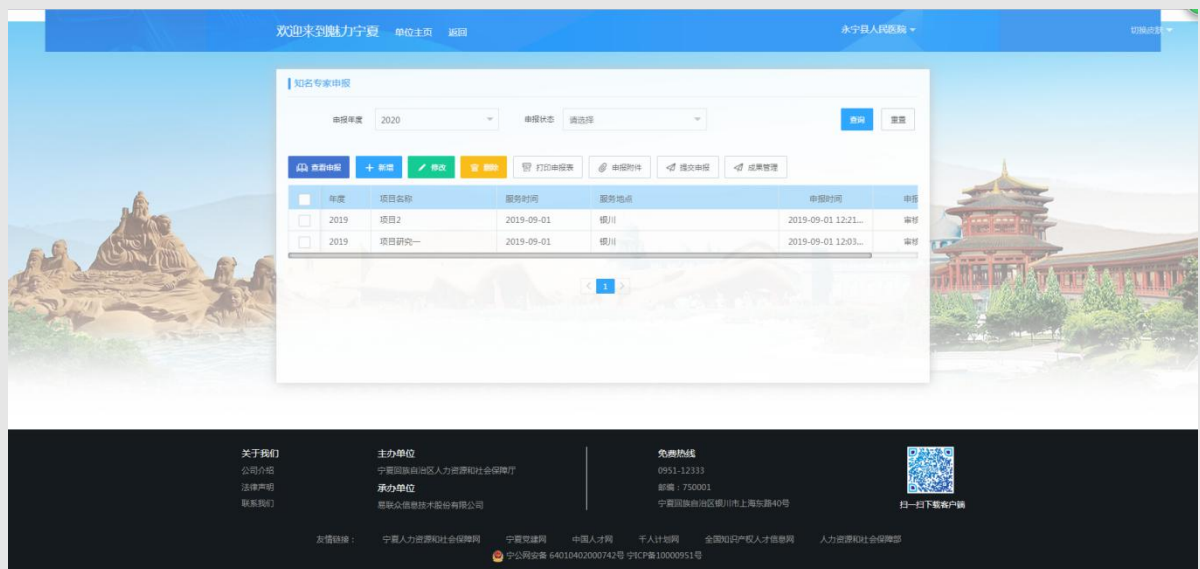 欢迎来到魅力宁夏 单位主页 返回 永宁县人民医院 切换皮肤
知名专家申报
申报年度 2020 申报状态 请选择 查询 重置
查看申报 新增 修改 删除 打印申报表 申报附件 提交申报 成果管理
年度 项目名称 服务时间 服务地点 申报时间 申报
2019 项目2 2019-09-01 银川 2019-09-01 12:21... 审核
2019 项目研究一 2019-09-01 银川 2019-09-01 12:03... 审核
< 1 >
关于我们 主办单位 免费热线
公司介绍 宁夏回族自治区人力资源和社会保障厅 0951-12333
法律声明 承办单位 邮编：750001
联系我们 易联众信息技术股份有限公司 宁夏回族自治区银川市上海东路40号 扫一扫下载客户端
友情链接： 宁夏人力资源和社会保障网 宁夏党建网 中国人才网 千人计划网 全国知识产权人才信息网 人力资源和社会保障部
宁公网安备 64010402000742号 宁ICP备10000951号